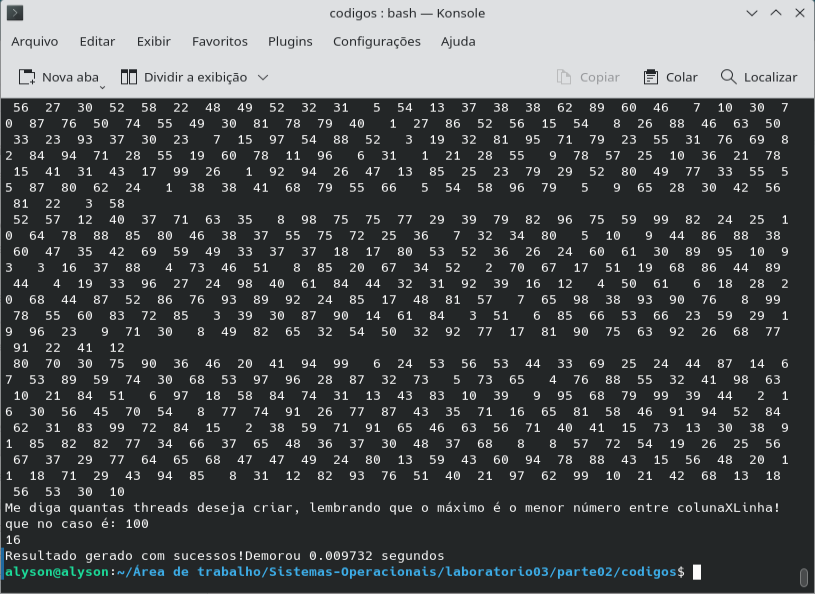 codigos : bash — Konsole
Arquivo Editar Exibir Favoritos Plugins Configurações Ajuda
Nova aba Dividir a exibição Copiar Colar Localizar
56 27 30 52 58 22 48 49 52 32 31 5 54 13 37 38 38 62 89 60 46 7 10 30 7
0 87 76 50 74 55 49 30 81 78 79 40 1 27 86 52 56 15 54 8 26 88 46 63 50
33 23 93 37 30 23 7 15 97 54 88 52 3 19 32 81 95 71 79 23 55 31 76 69 8
2 84 94 71 28 55 19 60 78 11 96 6 31 1 21 28 55 9 78 57 25 10 36 21 78
15 41 31 43 17 99 26 1 92 94 26 47 13 85 25 23 79 29 52 80 49 77 33 55 5
5 87 80 62 24 1 38 38 41 68 79 55 66 5 54 58 96 79 5 9 65 28 30 42 56
81 22 3 58
52 57 12 40 37 71 63 35 8 98 75 75 77 29 39 79 82 96 75 59 99 82 24 25 1
0 64 78 88 85 80 46 38 37 55 75 72 25 36 7 32 34 80 5 10 9 44 86 88 38
60 47 35 42 69 59 49 33 37 37 18 17 80 53 52 36 26 24 60 61 30 89 95 10 9
3 3 16 37 88 4 73 46 51 8 85 20 67 34 52 2 70 67 17 51 19 68 86 44 89
44 4 19 33 96 27 24 98 40 61 84 44 32 31 92 39 16 12 4 50 61 6 18 28 2
0 68 44 87 52 86 76 93 89 92 24 85 17 48 81 57 7 65 98 38 93 90 76 8 99
78 55 60 83 72 85 3 39 30 87 90 14 61 84 3 51 6 85 66 53 66 23 59 29 1
9 96 23 9 71 30 8 49 82 65 32 54 50 32 92 77 17 81 90 75 63 92 26 68 77
91 22 41 12
80 70 30 75 90 36 46 20 41 94 99 6 24 53 56 53 44 33 69 25 24 44 87 14 6
7 53 89 59 74 30 68 53 97 96 28 87 32 73 5 73 65 4 76 88 55 32 41 98 63
10 21 84 51 6 97 18 58 84 74 31 13 43 83 10 39 9 95 68 79 99 39 44 2 1
6 30 56 45 70 54 8 77 74 91 26 77 87 43 35 71 16 65 81 58 46 91 94 52 84
62 31 83 99 72 84 15 2 38 59 71 91 65 46 63 56 71 40 41 15 73 13 30 38 9
1 85 82 82 77 34 66 37 65 48 36 37 30 48 37 68 8 8 57 72 54 19 26 25 56
67 37 29 77 64 65 68 47 47 49 24 80 13 59 43 60 94 78 88 43 15 56 48 20 1
1 18 71 29 43 94 85 8 31 12 82 93 76 51 40 21 97 62 99 10 21 42 68 13 18
56 53 30 10
Me diga quantas threads deseja criar, lembrando que o máximo é o menor número entre colunaXLinha!
que no caso é: 100
16
Resultado gerado com sucessos!Demorou 0.009732 segundos
alyson@alyson:~/Área de trabalho/Sistemas-Operacionais/laboratorio03/parte02/codigos$